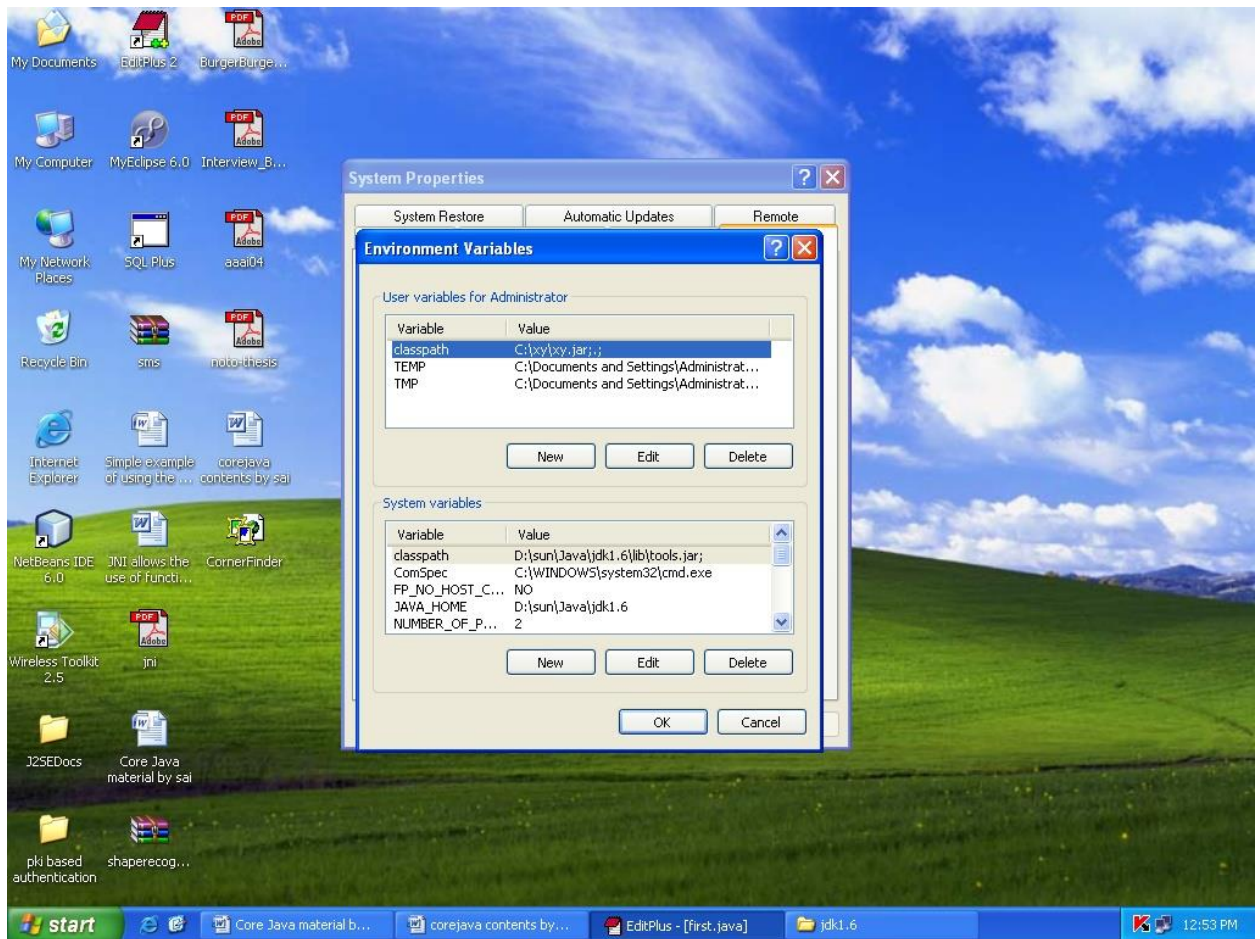 My Documents
EditPlus 2
BurgerBurge...
My Computer
MyEclipse 6.0
Interview_B...
My Network
Places
SQL Plus
aaai04
Recycle Bin
sms
noto-thesis
Internet
Explorer
Simple example
of using the ...
corejava
contents by sai
NetBeans IDE
6.0
JNI allows the
use of functi...
CornerFinder
Wireless Toolkit
2.5
jni
J2SEDocs
Core Java
material by sai
pki based
authentication
shaperecog...
System Properties
System Restore
Automatic Updates
Remote
Environment Variables
User variables for Administrator
Variable Value
classpath C:\xy\xy.jar;.;
TEMP C:\Documents and Settings\Administrat...
TMP C:\Documents and Settings\Administrat...
New Edit Delete
System variables
Variable Value
classpath D:\sun\Java\jdk1.6\lib\tools.jar;
ComSpec C:\WINDOWS\system32\cmd.exe
FP_NO_HOST_C... NO
JAVA_HOME D:\sun\Java\jdk1.6
NUMBER_OF_P... 2
New Edit Delete
OK Cancel
start
Core Java material b...
corejava contents by...
EditPlus - [first.java]
jdk1.6
12:53 PM